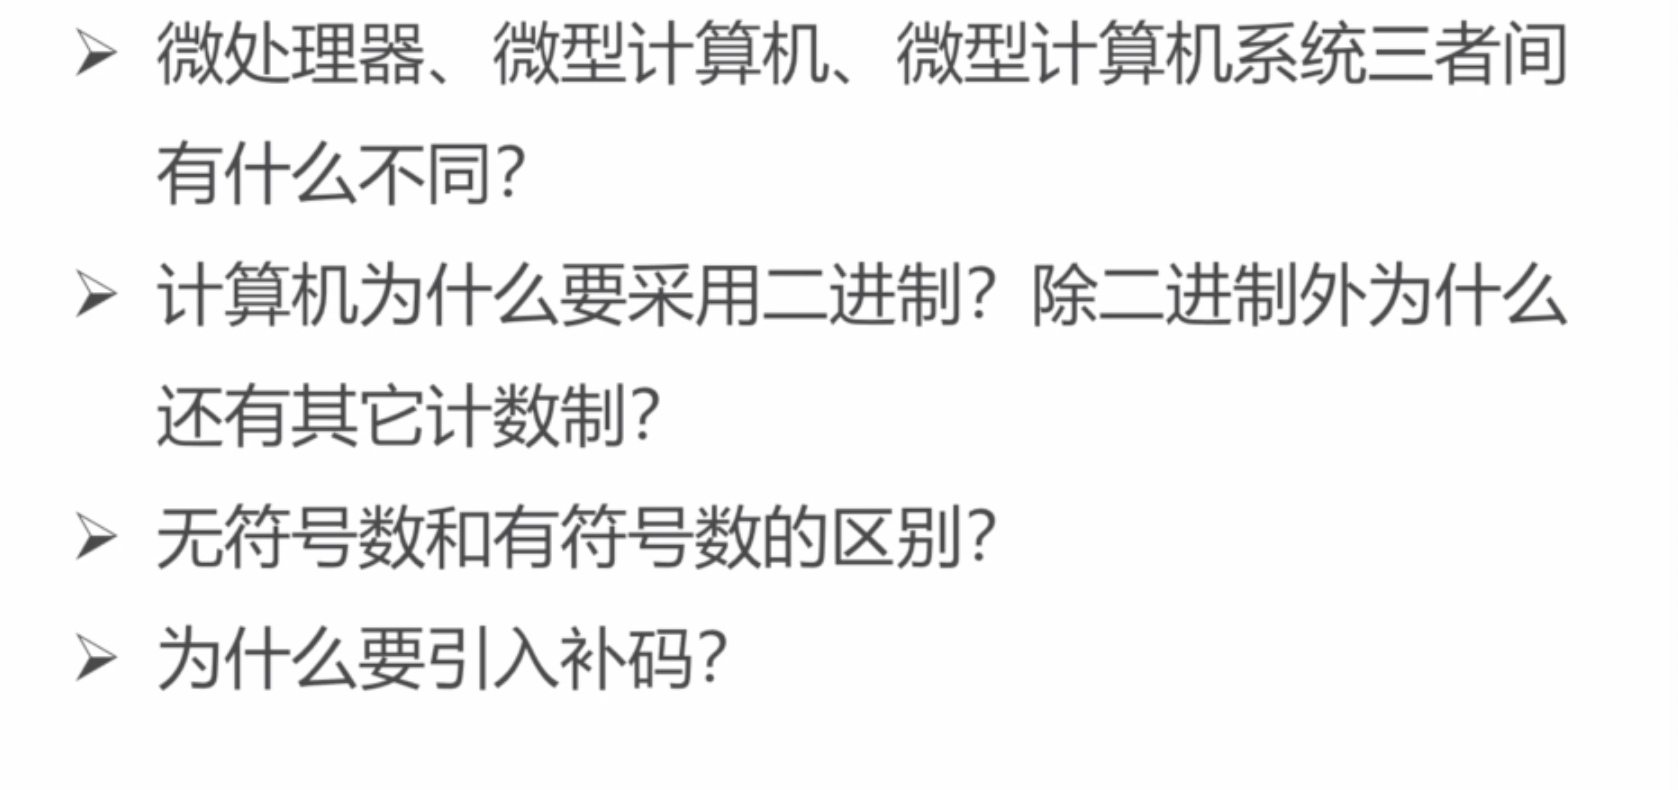 ➢ 微处理器、微型计算机、微型计算机系统三者间
有什么不同？
➢ 计算机为什么要采用二进制？除二进制外为什么
还有其它计数制？
➢ 无符号数和有符号数的区别？
➢ 为什么要引入补码？